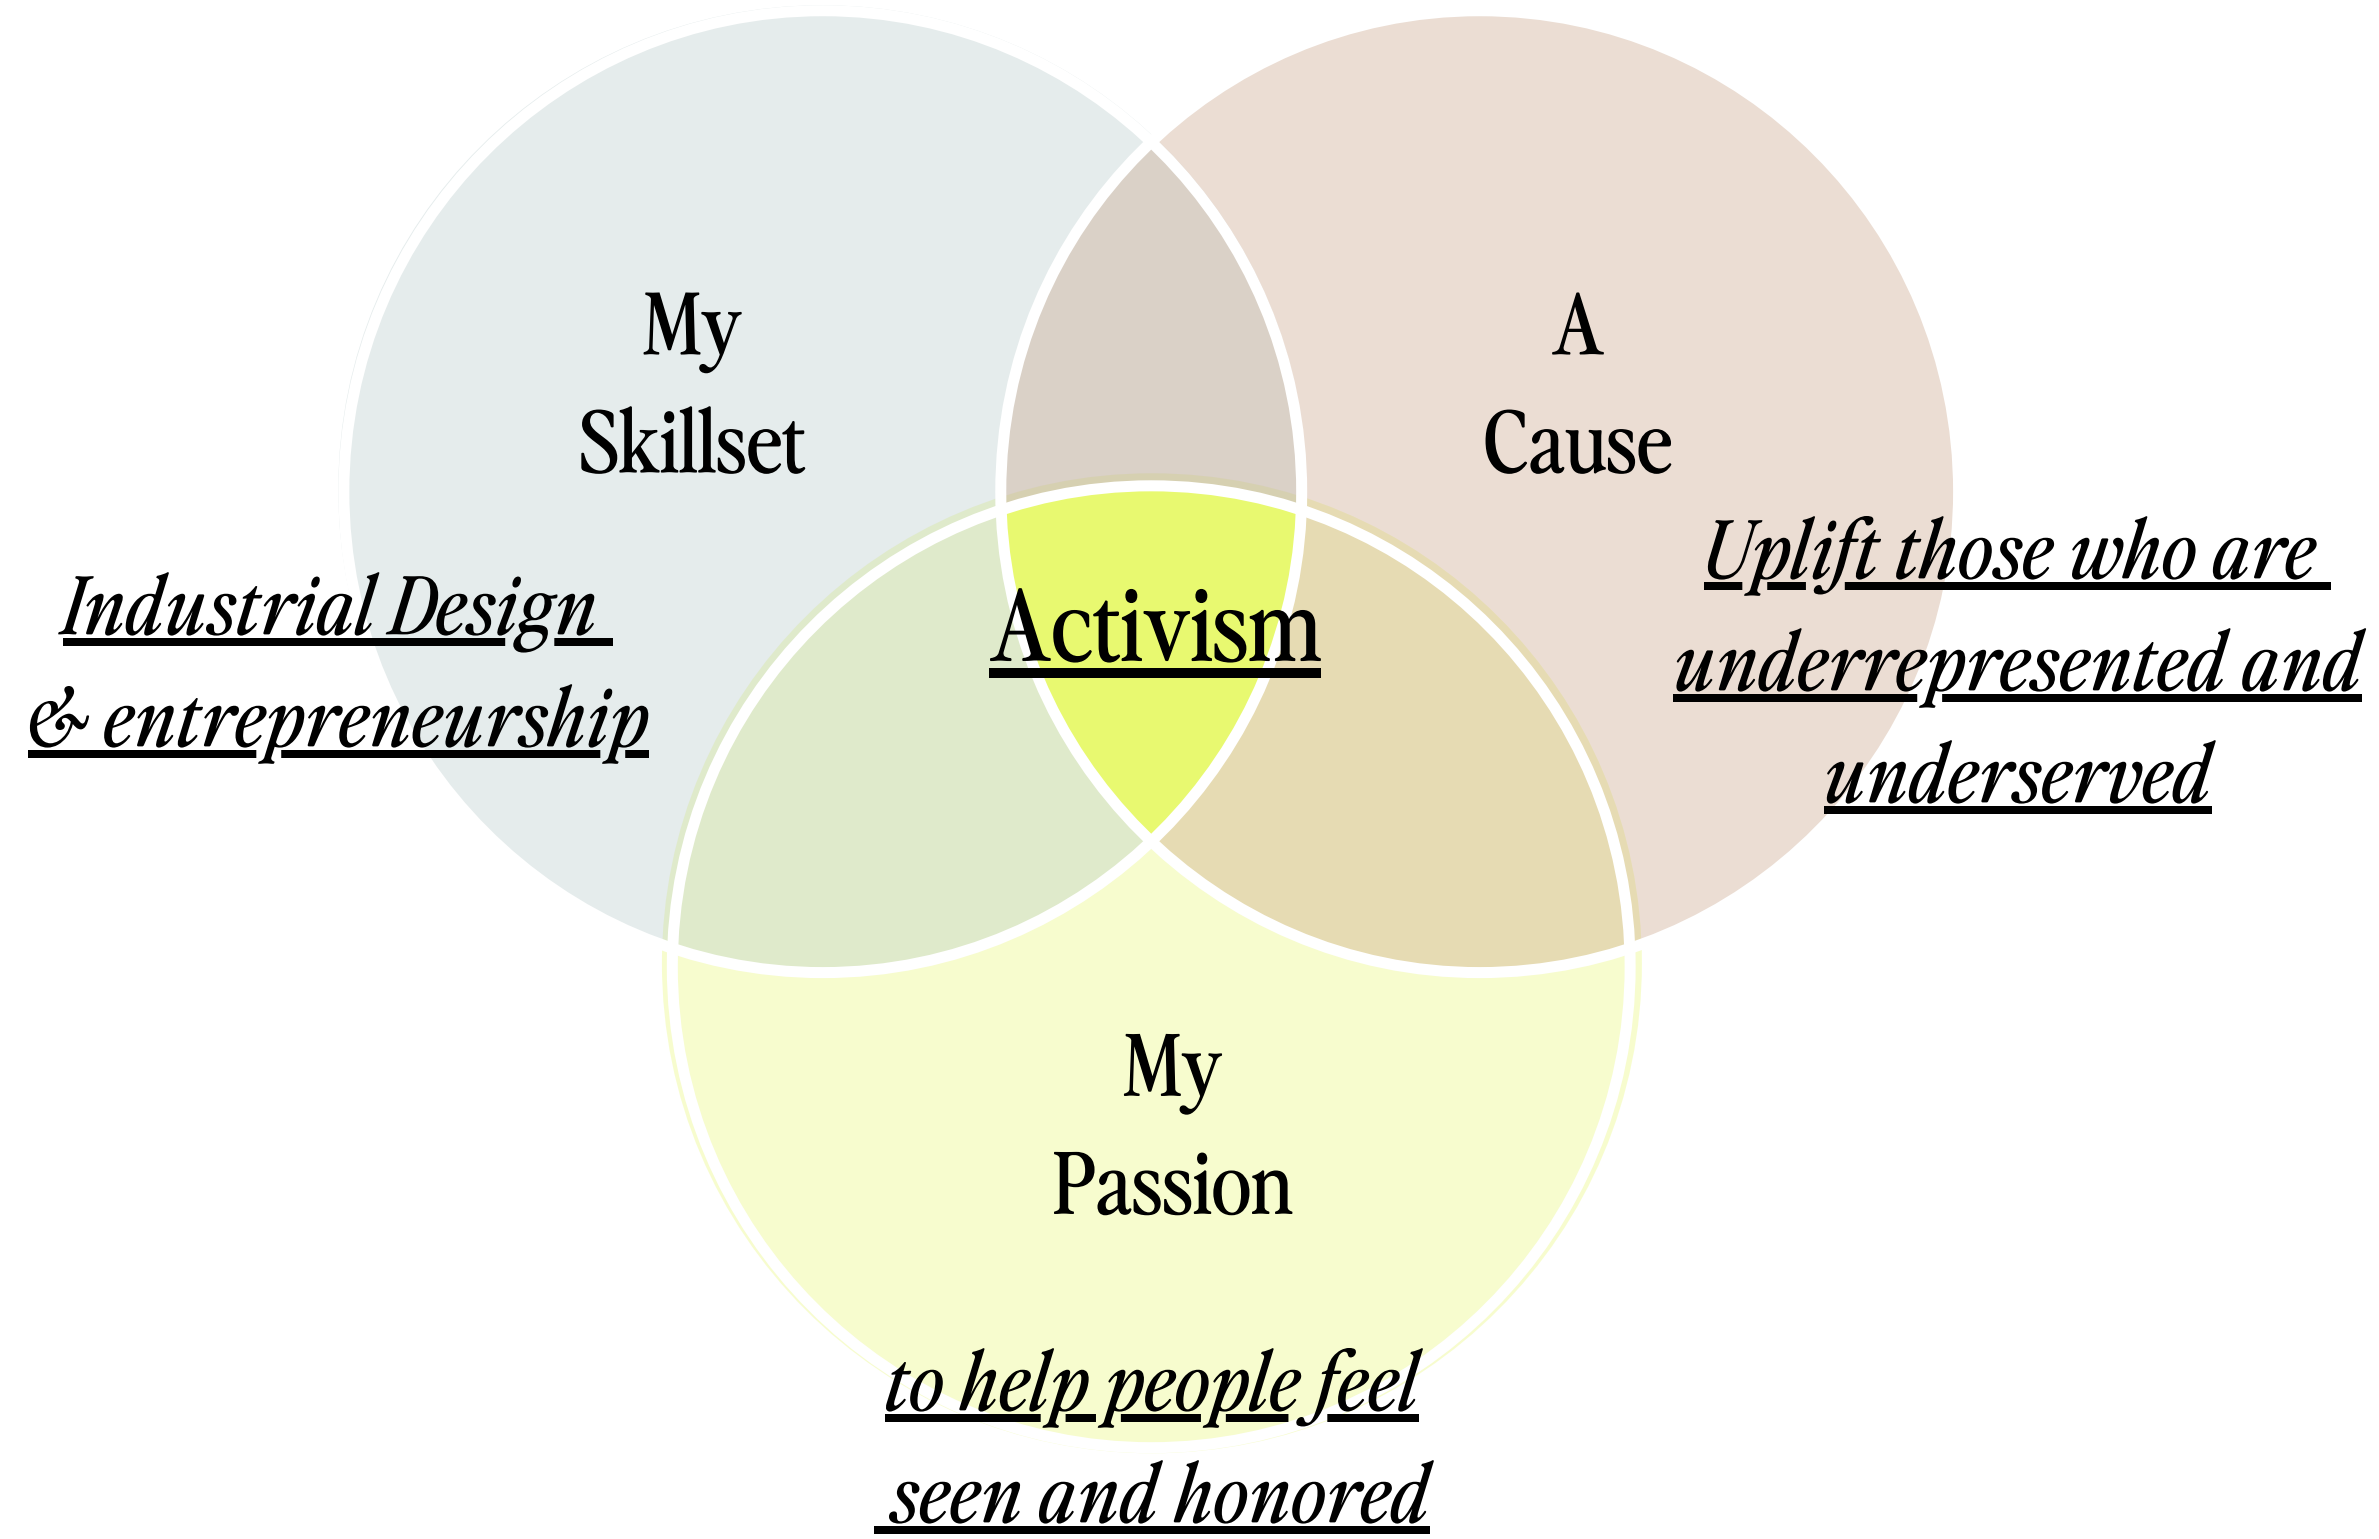 My
Skillset
A
Cause
Industrial Design
& entrepreneurship
Activism
Uplift those who are
underrepresented and
underserved
My
Passion
to help people feel
seen and honored